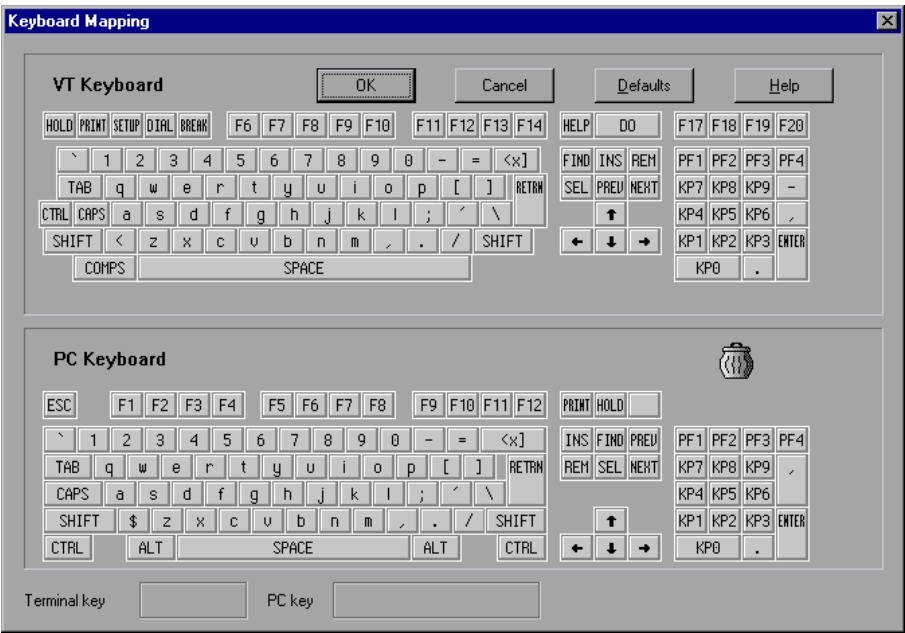 Keyboard Mapping
VT Keyboard OK Cancel Defaults Help
HOLD PRINT SETUP DIAL BREAK F6 F7 F8 F9 F10 F11 F12 F13 F14 HELP DO F17 F18 F19 F20
` 1 2 3 4 5 6 7 8 9 0 - = <x] FIND INS REM PF1 PF2 PF3 PF4
TAB q w e r t y u i o p [ ] RETRN SEL PREV NEXT KP7 KP8 KP9 -
CTRL CAPS a s d f g h j k l ; ´ \ ↑ KP4 KP5 KP6 ,
SHIFT < z x c v b n m , . / SHIFT ← ↓ → KP1 KP2 KP3 ENTER
COMPS SPACE KP0 .
PC Keyboard
ESC F1 F2 F3 F4 F5 F6 F7 F8 F9 F10 F11 F12 PRINT HOLD
` 1 2 3 4 5 6 7 8 9 0 - = <x] INS FIND PREV PF1 PF2 PF3 PF4
TAB q w e r t y u i o p [ ] RETRN REM SEL NEXT KP7 KP8 KP9 ,
CAPS a s d f g h j k l ; ´ \ KP4 KP5 KP6
SHIFT $ z x c v b n m , . / SHIFT ↑ KP1 KP2 KP3 ENTER
CTRL ALT SPACE ALT CTRL ← ↓ → KP0 .
Terminal key PC key